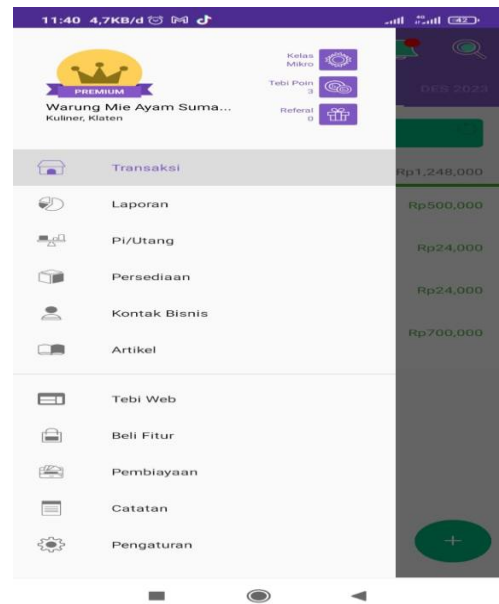 11:40 4,7KB/d
4G
42
Kelas
Mikro
PREMIUM
Tebi Poin
3
DES 2023
Warung Mie Ayam Suma...
Kuliner, Klaten
Referal
0
Transaksi
Rp1,248,000
Laporan
Rp500,000
Pi/Utang
Rp24,000
Persediaan
Rp24,000
Kontak Bisnis
Rp700,000
Artikel
Tebi Web
Beli Fitur
Pembiayaan
Catatan
Pengaturan